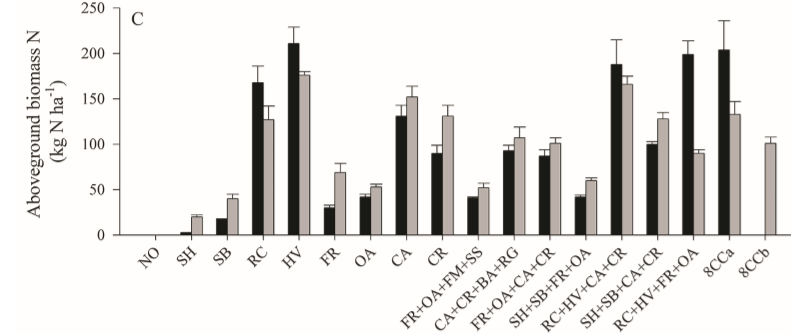 C
Aboveground biomass N
(kg N ha-1)
250
200
150
100
50
0
NO
SH
SB
RC
HV
FR
OA
CA
CR
FR+OA+FM+SS
CA+CR+BA+RG
FR+OA+CA+CR
SH+SB+FR+OA
RC+HV+CA+CR
SH+SB+CA+CR
RC+HV+FR+OA
8CCa
8CCb